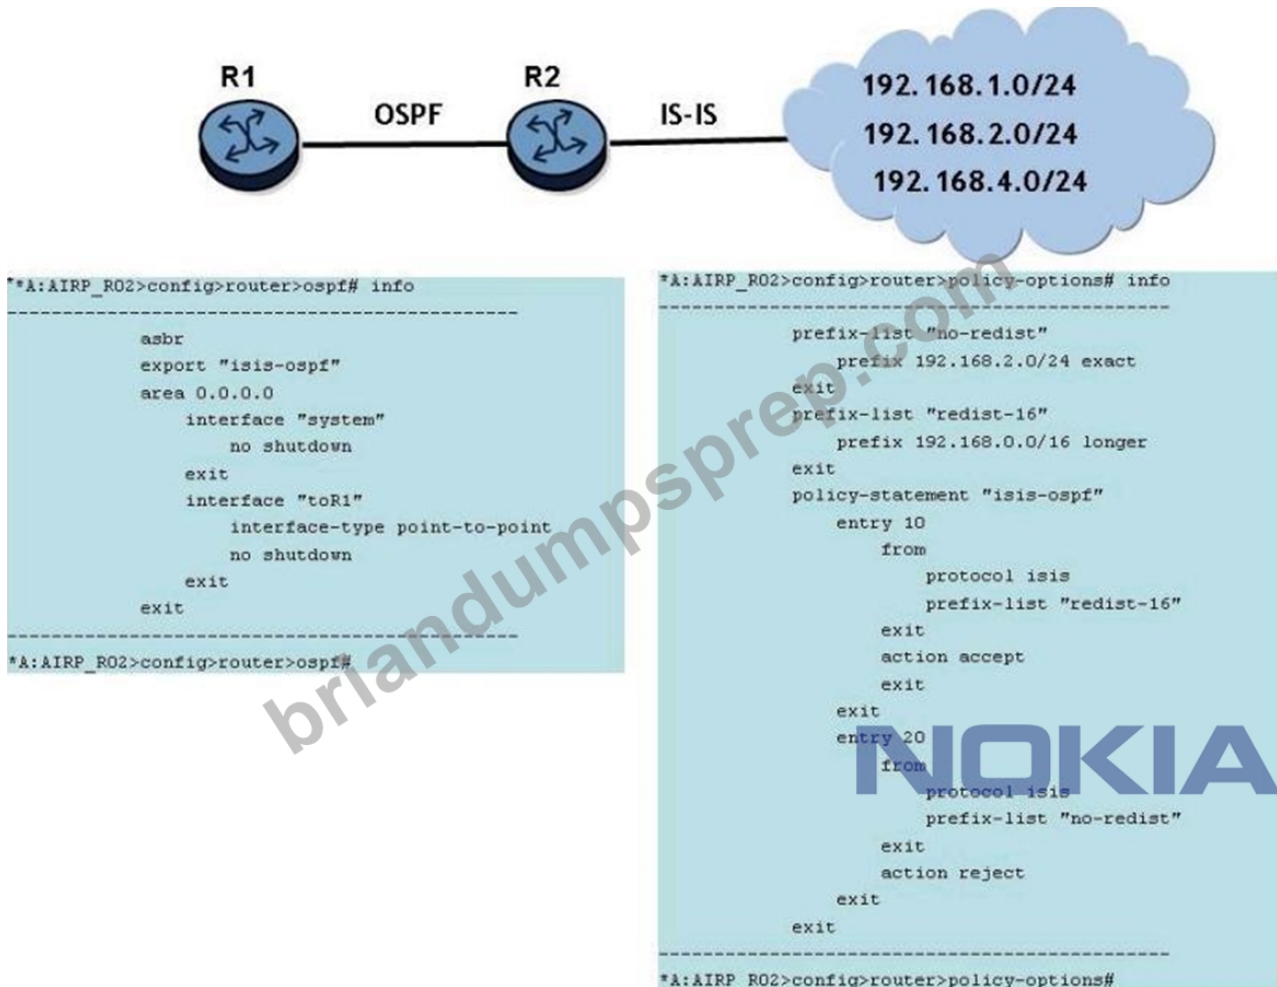 R1
R2
OSPF
IS-IS
192.168.1.0/24
192.168.2.0/24
192.168.4.0/24
**A:AIRP_R02>config>router>ospf# info
----------------------------------------------
asbr
export "isis-ospf"
area 0.0.0.0
interface "system"
no shutdown
exit
interface "toR1"
interface-type point-to-point
no shutdown
exit
exit
----------------------------------------------
*A:AIRP_R02>config>router>ospf#
*A:AIRP_R02>config>router>policy-options# info
----------------------------------------------
prefix-list "no-redist"
prefix 192.168.2.0/24 exact
exit
prefix-list "redist-16"
prefix 192.168.0.0/16 longer
exit
policy-statement "isis-ospf"
entry 10
from
protocol isis
prefix-list "redist-16"
exit
action accept
exit
exit
entry 20
from
protocol isis
prefix-list "no-redist"
exit
action reject
exit
exit
----------------------------------------------
*A:AIRP_R02>config>router>policy-options#
briandumpsprep.com
NOKIA